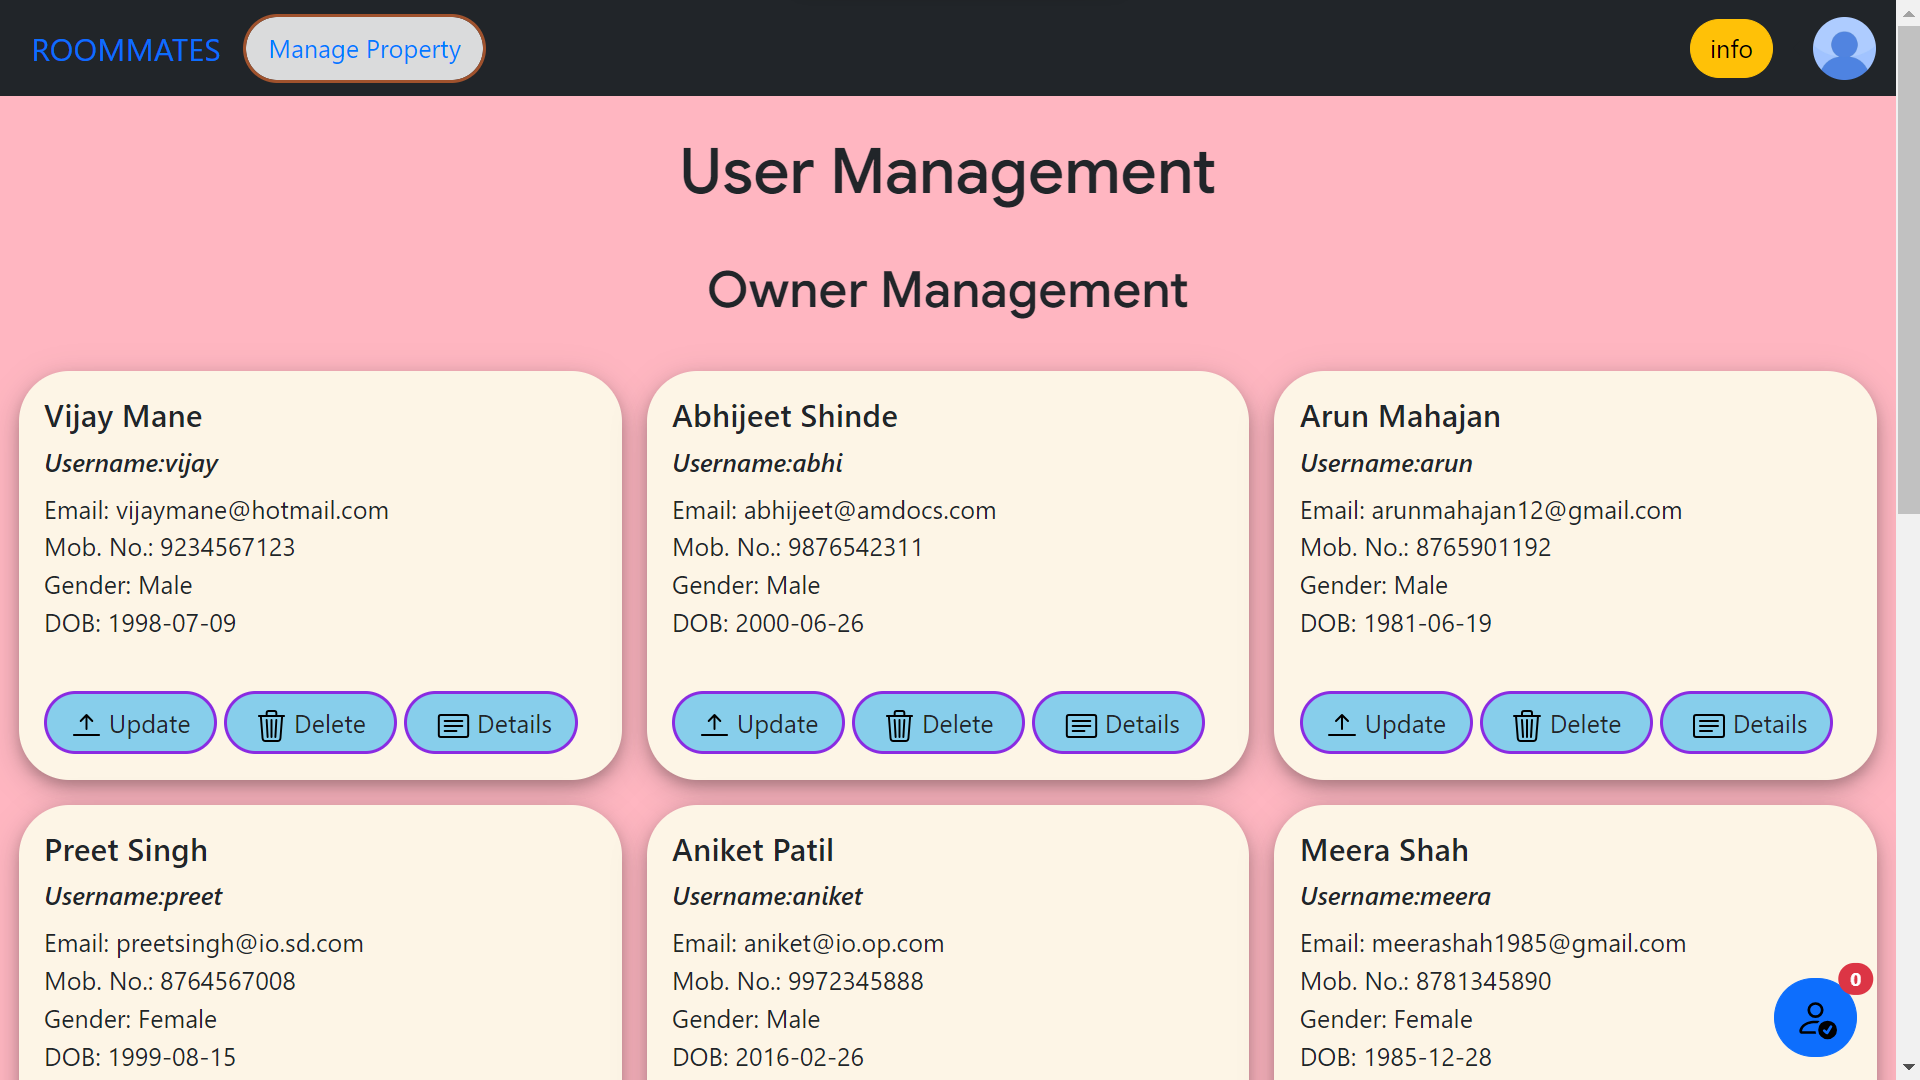 ROOMMATES Manage Property info
User Management
Owner Management
Vijay Mane
Username:vijay
Email: vijaymane@hotmail.com
Mob. No.: 9234567123
Gender: Male
DOB: 1998-07-09
Update Delete Details
Abhijeet Shinde
Username:abhi
Email: abhijeet@amdocs.com
Mob. No.: 9876542311
Gender: Male
DOB: 2000-06-26
Update Delete Details
Arun Mahajan
Username:arun
Email: arunmahajan12@gmail.com
Mob. No.: 8765901192
Gender: Male
DOB: 1981-06-19
Update Delete Details
Preet Singh
Username:preet
Email: preetsingh@io.sd.com
Mob. No.: 8764567008
Gender: Female
DOB: 1999-08-15
Aniket Patil
Username:aniket
Email: aniket@io.op.com
Mob. No.: 9972345888
Gender: Male
DOB: 2016-02-26
Meera Shah
Username:meera
Email: meerashah1985@gmail.com
Mob. No.: 8781345890
Gender: Female
DOB: 1985-12-28
0